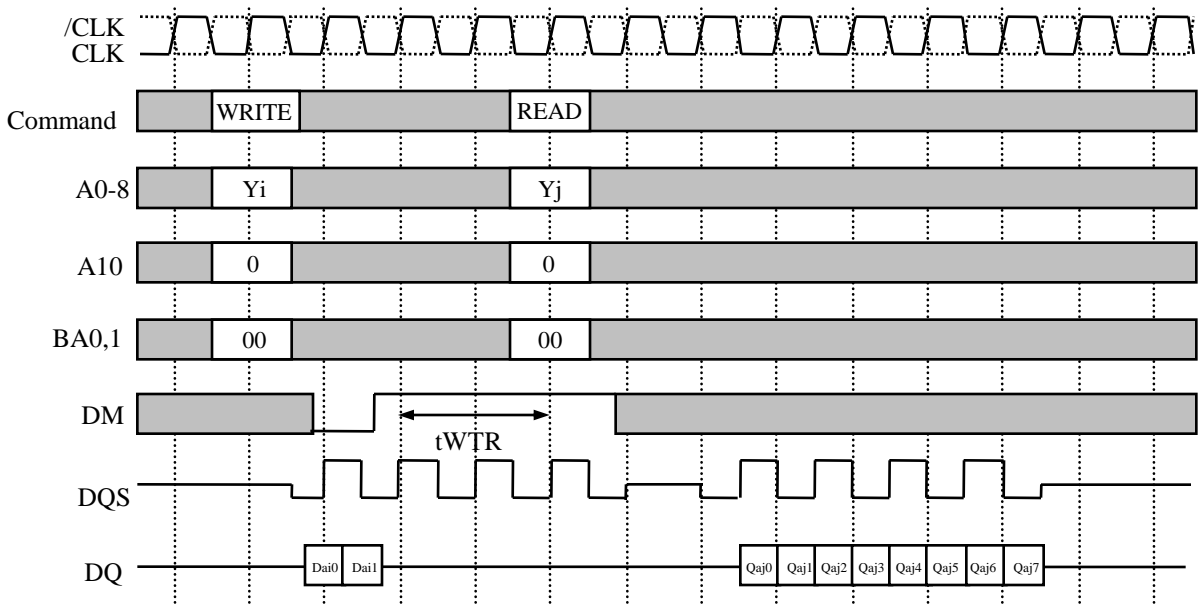 /CLK
CLK
Command WRITE READ
A0-8 Yi Yj
A10 0 0
BA0,1 00 00
DM
tWTR
DQS
DQ Dai0 Dai1 Qaj0 Qaj1 Qaj2 Qaj3 Qaj4 Qaj5 Qaj6 Qaj7